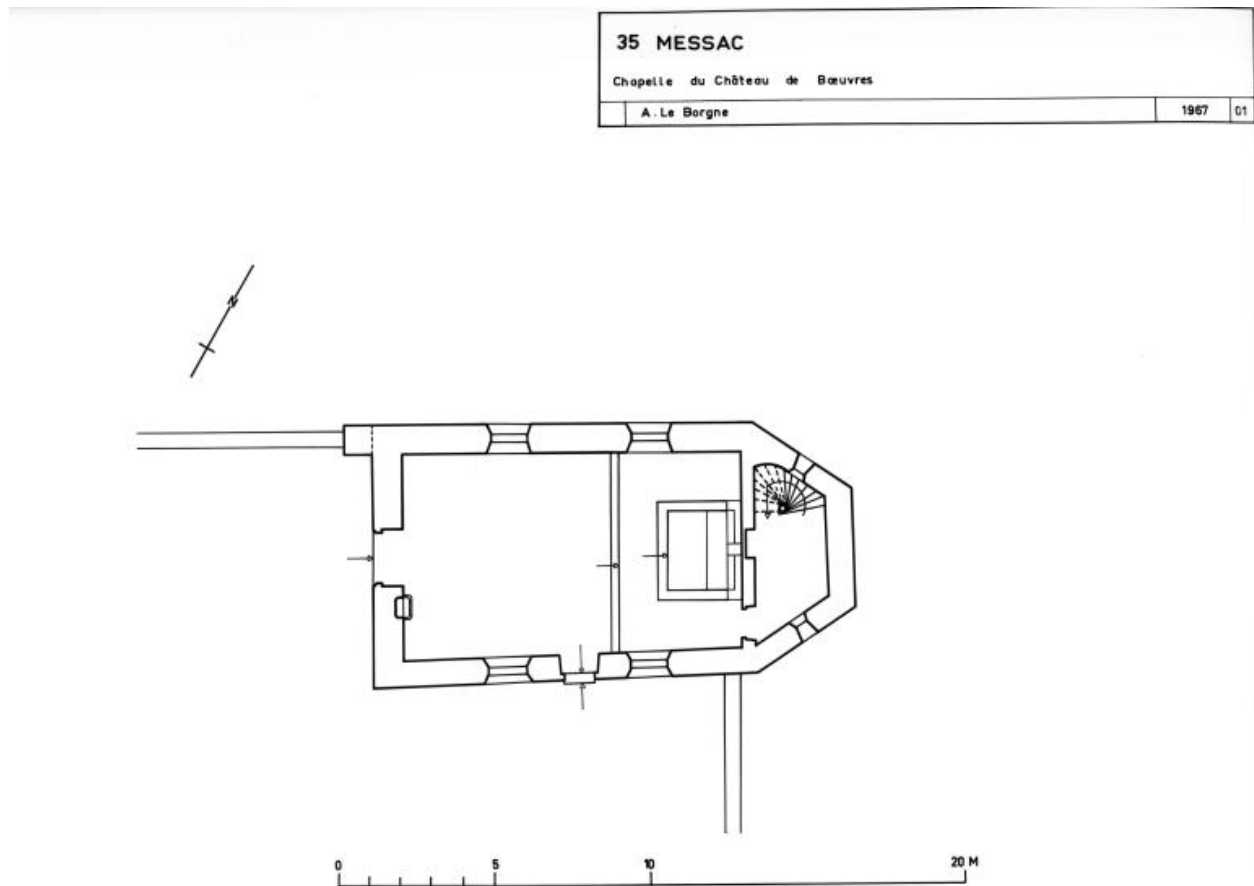 35 MESSAC
Chapelle du Château de Bœuvres
A. Le Borgne 1967 01
N
0 5 10 20 M